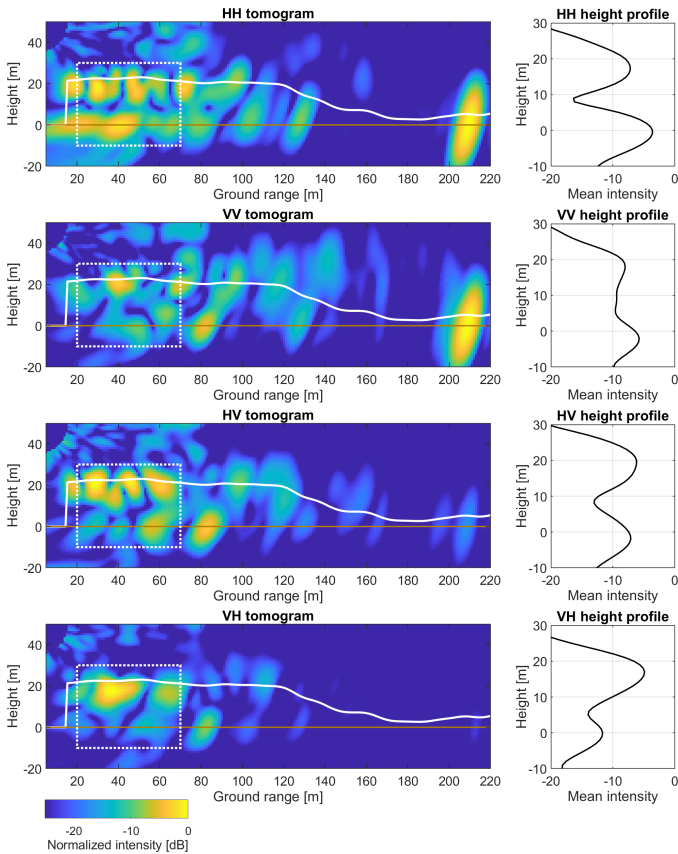 HH tomogram
HH height profile
Height [m]
40
20
0
-20
20 40 60 80 100 120 140 160 180 200 220
Ground range [m]
Height [m]
30
20
10
0
-10
-20 -10 0
Mean intensity
VV tomogram
VV height profile
Height [m]
40
20
0
-20
20 40 60 80 100 120 140 160 180 200 220
Ground range [m]
Height [m]
30
20
10
0
-10
-20 -10 0
Mean intensity
HV tomogram
HV height profile
Height [m]
40
20
0
-20
20 40 60 80 100 120 140 160 180 200 220
Ground range [m]
Height [m]
30
20
10
0
-10
-20 -10 0
Mean intensity
VH tomogram
VH height profile
Height [m]
40
20
0
-20
20 40 60 80 100 120 140 160 180 200 220
Ground range [m]
Height [m]
30
20
10
0
-10
-20 -10 0
Mean intensity
-20 -10 0
Normalized intensity [dB]